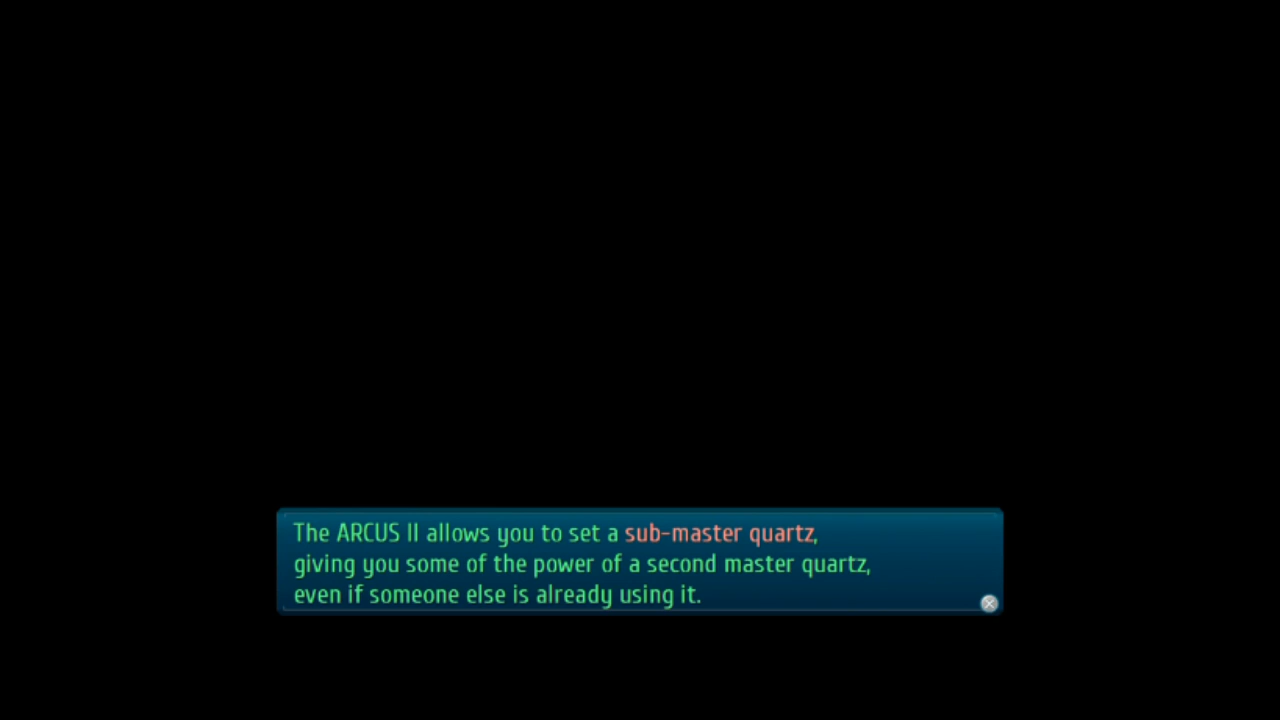 The ARCUS II allows you to set a sub-master quartz,
giving you some of the power of a second master quartz,
even if someone else is already using it.